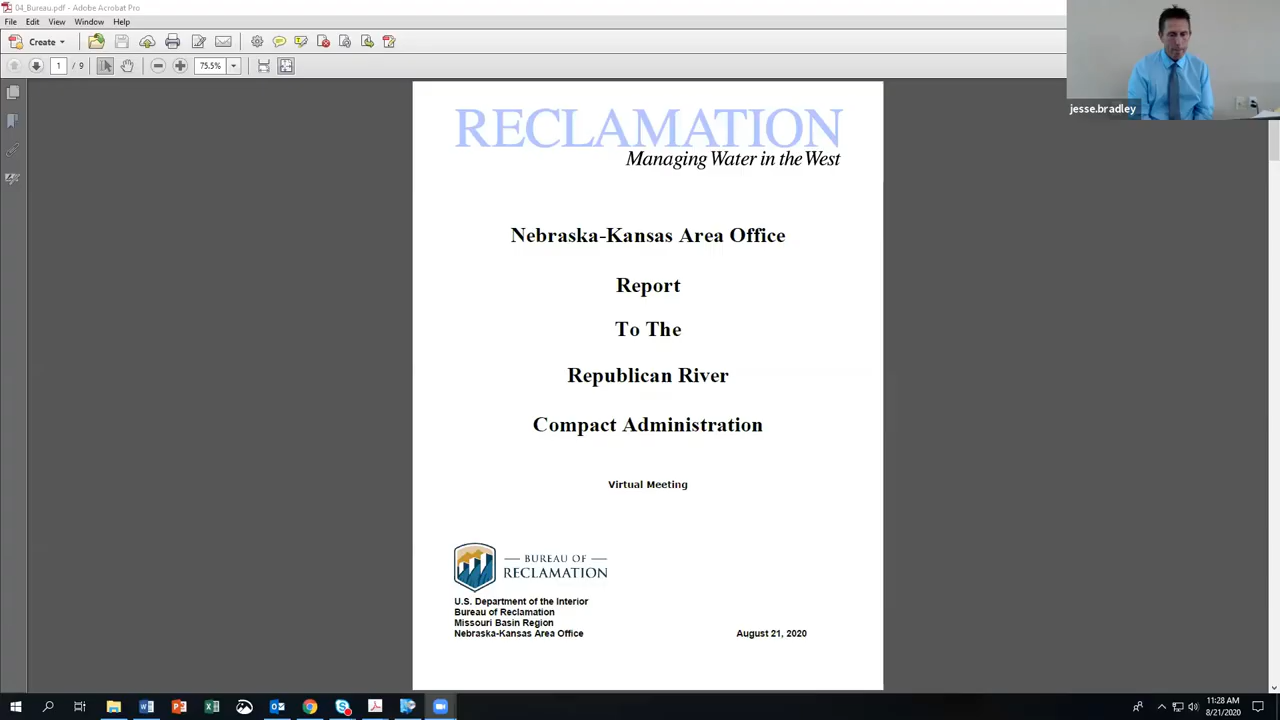 04_Bureau.pdf - Adobe Acrobat Pro
File Edit View Window Help
Create
1 / 9 75.5%
jesse.bradley
RECLAMATION
Managing Water in the West
Nebraska-Kansas Area Office
Report
To The
Republican River
Compact Administration
Virtual Meeting
BUREAU OF
RECLAMATION
U.S. Department of the Interior
Bureau of Reclamation
Missouri Basin Region
Nebraska-Kansas Area Office August 21, 2020
11:28 AM
8/21/2020